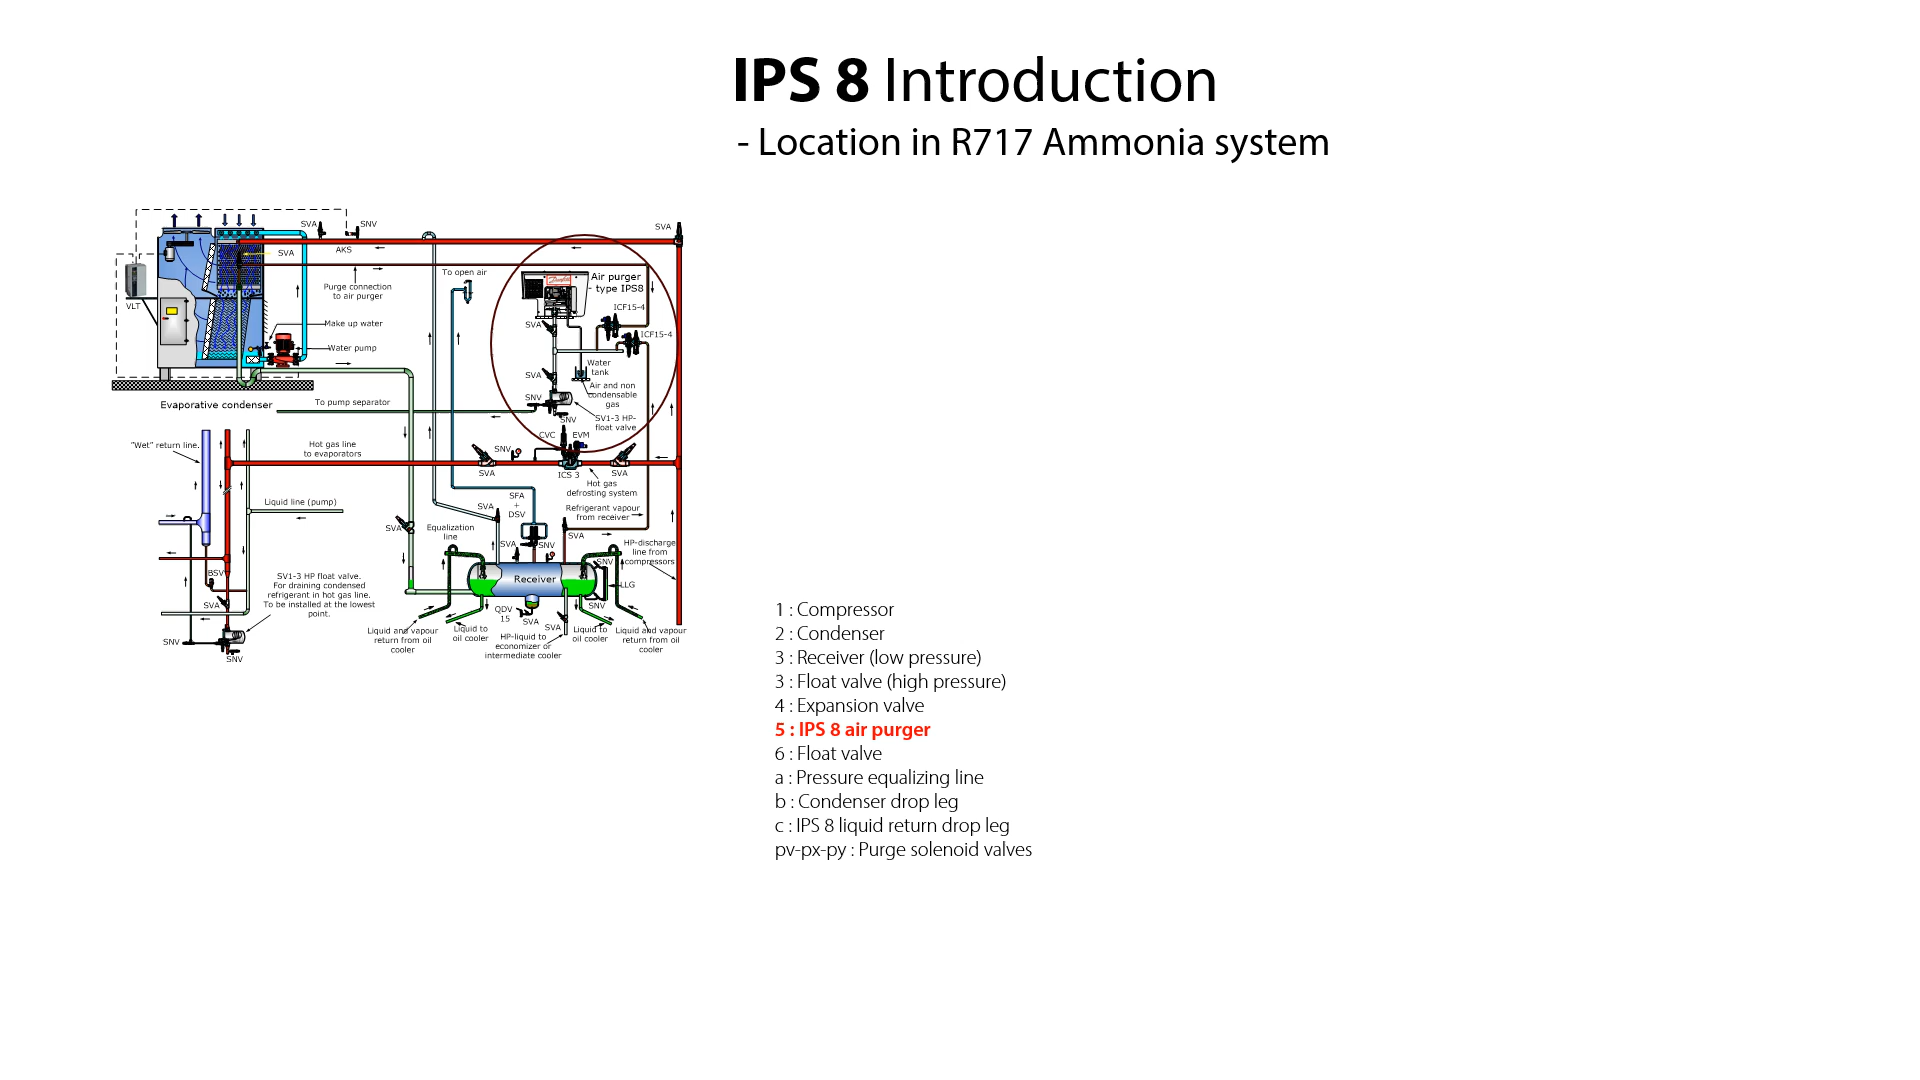 IPS 8 Introduction
- Location in R717 Ammonia system
SVA
SNV
SVA
AKS
SVA
To open air
Purge connection
to air purger
VLT
Make up water
Water pump
Evaporative condenser
To pump separator
Air purger
- type IPS8
ICF15-4
ICF15-4
SVA
Water
tank
SVA
Air and non
condensable
gas
SNV
SNV
SV1-3 HP-
float valve
CVC
EVM
"Wet" return line.
Hot gas line
to evaporators
SNV
SVA
ICS 3
SVA
Hot gas
defrosting system
Liquid line (pump)
SFA
+
DSV
SVA
Refrigerant vapour
from receiver
SVA
Equalization
line
SVA
SNV
SVA
HP-discharge
line from
compressors
SNV
BSV
SV1-3 HP float valve.
For draining condensed
refrigerant in hot gas line.
To be installed at the lowest
point.
Receiver
LLG
SVA
QDV
15
SVA
SNV
SVA
SNV
SNV
Liquid and vapour
return from oil
cooler
Liquid to
oil cooler
HP-liquid to
economizer or
intermediate cooler
Liquid to
oil cooler
Liquid and vapour
return from oil
cooler
1 : Compressor
2 : Condenser
3 : Receiver (low pressure)
3 : Float valve (high pressure)
4 : Expansion valve
5 : IPS 8 air purger
6 : Float valve
a : Pressure equalizing line
b : Condenser drop leg
c : IPS 8 liquid return drop leg
pv-px-py : Purge solenoid valves